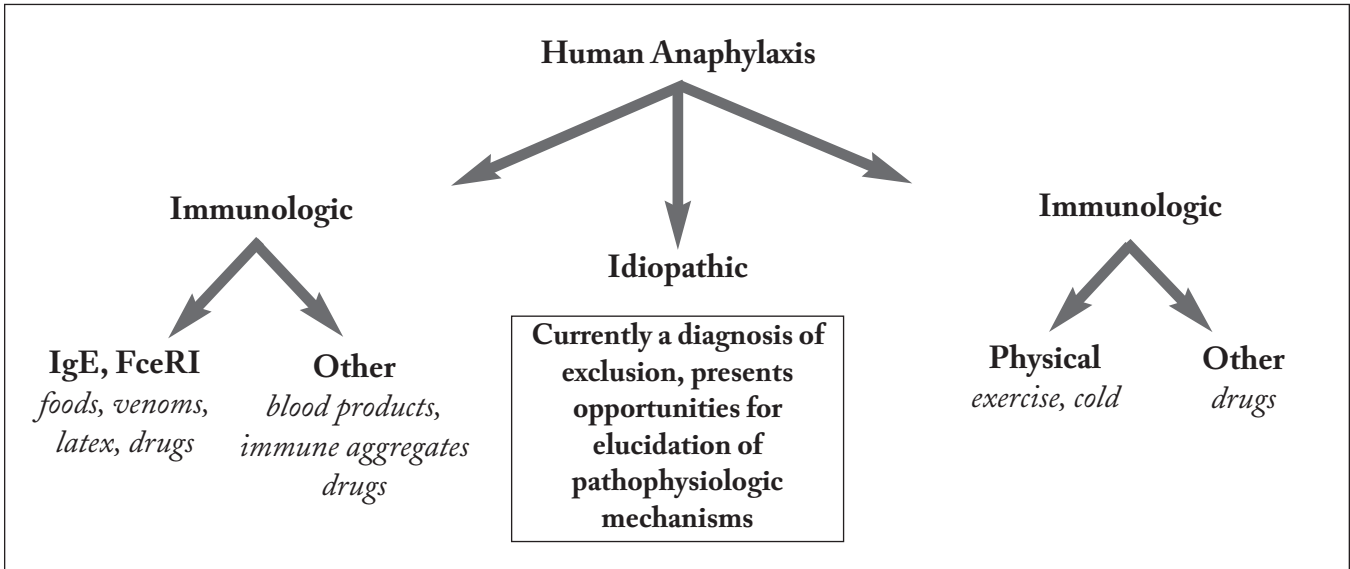 Human Anaphylaxis
Immunologic
IgE, FceRI
foods, venoms,
latex, drugs
Other
blood products,
immune aggregates
drugs
Idiopathic
Currently a diagnosis of
exclusion, presents
opportunities for
elucidation of
pathophysiologic
mechanisms
Immunologic
Physical
exercise, cold
Other
drugs